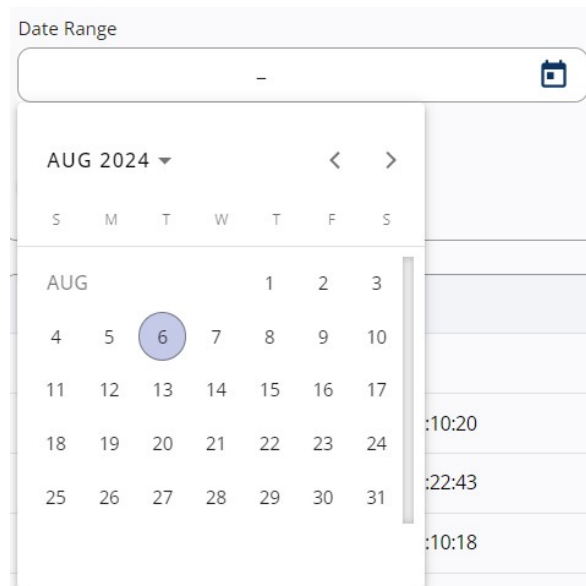 Date Range
–
AUG 2024
S M T W T F S
AUG 1 2 3
4 5 6 7 8 9 10
11 12 13 14 15 16 17
18 19 20 21 22 23 24
25 26 27 28 29 30 31
:10:20
:22:43
:10:18